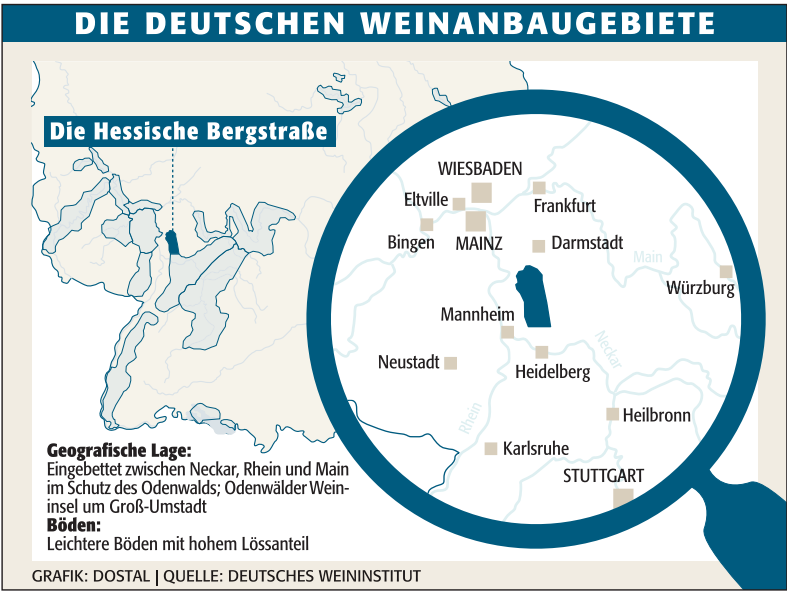 DIE DEUTSCHEN WEINANBAUGEBIETE
Die Hessische Bergstraße
WIESBADEN
Eltville
Frankfurt
Bingen
MAINZ
Darmstadt
Main
Würzburg
Mannheim
Neckar
Neustadt
Heidelberg
Rhein
Heilbronn
Karlsruhe
STUTTGART
Geografische Lage:
Eingebettet zwischen Neckar, Rhein und Main
im Schutz des Odenwalds; Odenwälder Wein-
insel um Groß-Umstadt
Böden:
Leichtere Böden mit hohem Lössanteil
GRAFIK: DOSTAL | QUELLE: DEUTSCHES WEININSTITUT